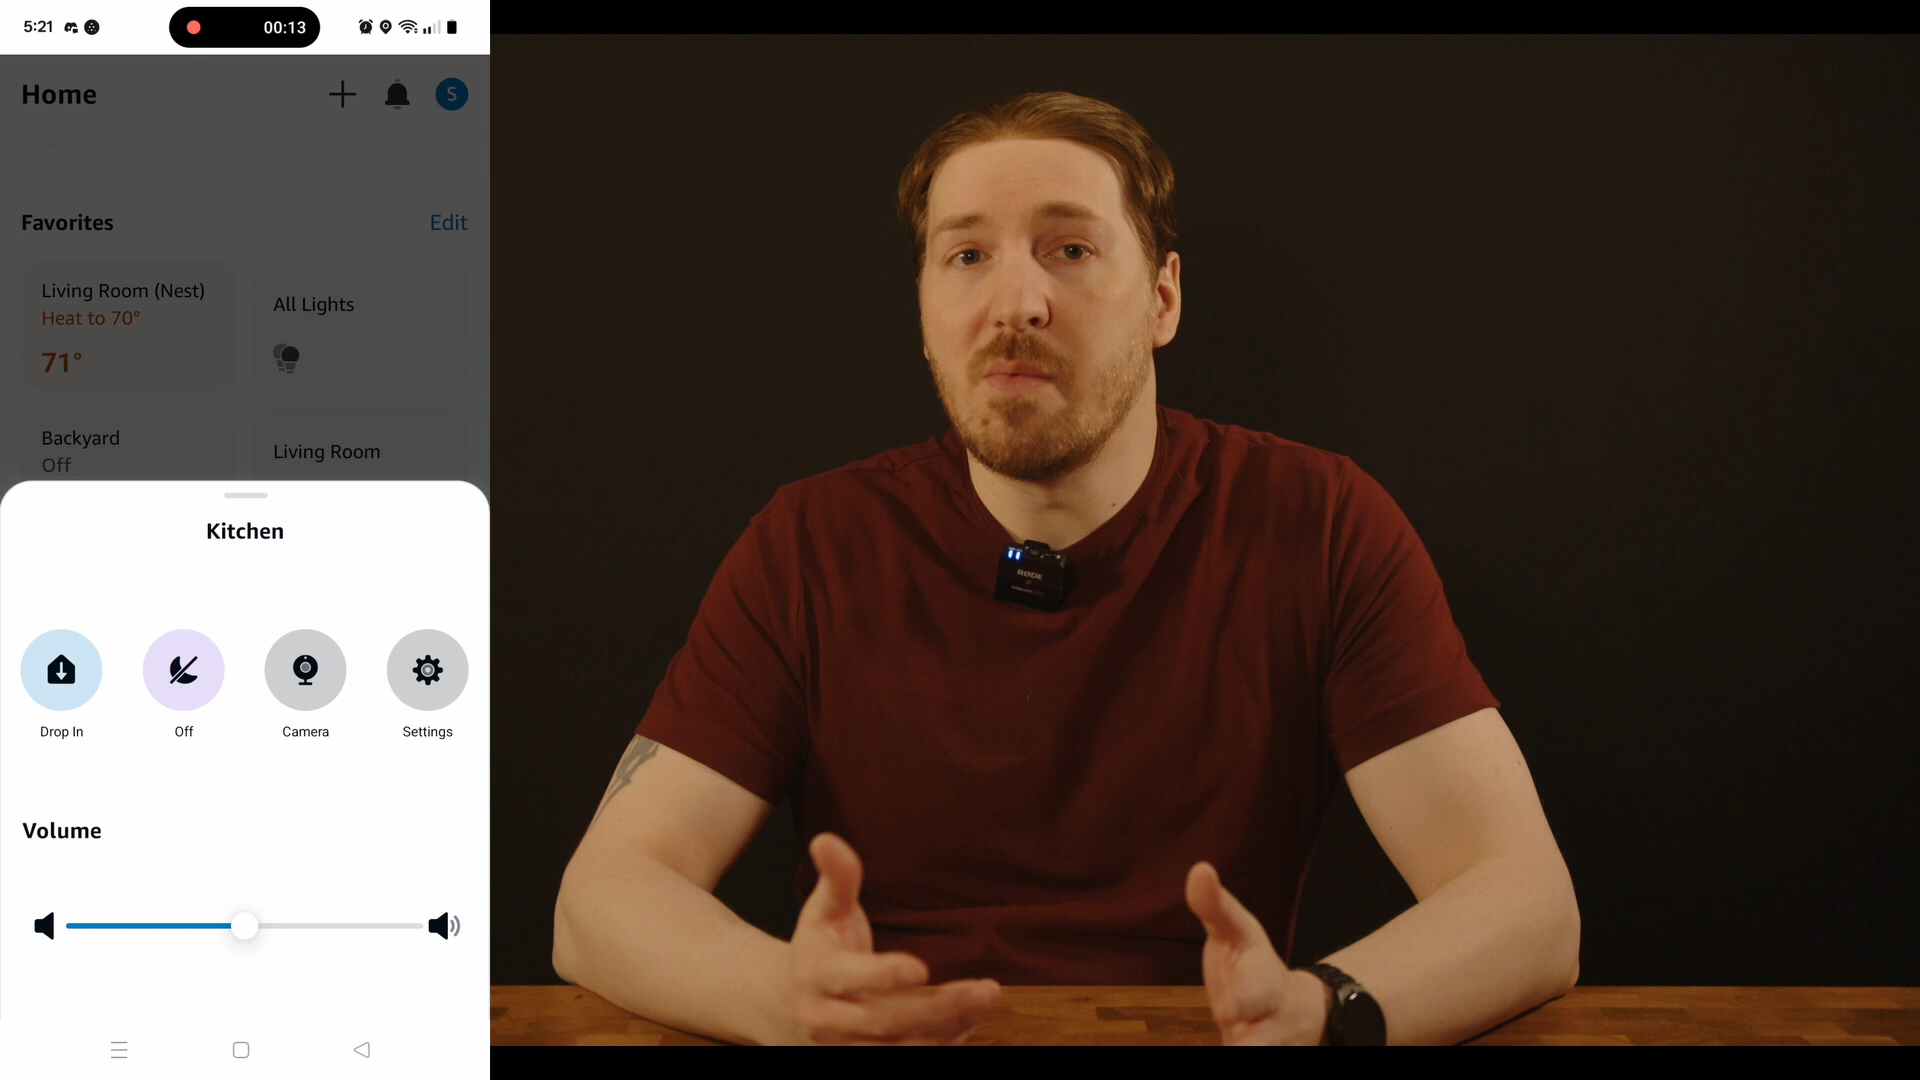 5:21
00:13
Home
S
Favorites
Edit
Living Room (Nest)
Heat to 70°
71°
All Lights
Backyard
Off
Living Room
Kitchen
Drop In
Off
Camera
Settings
Volume
RØDE